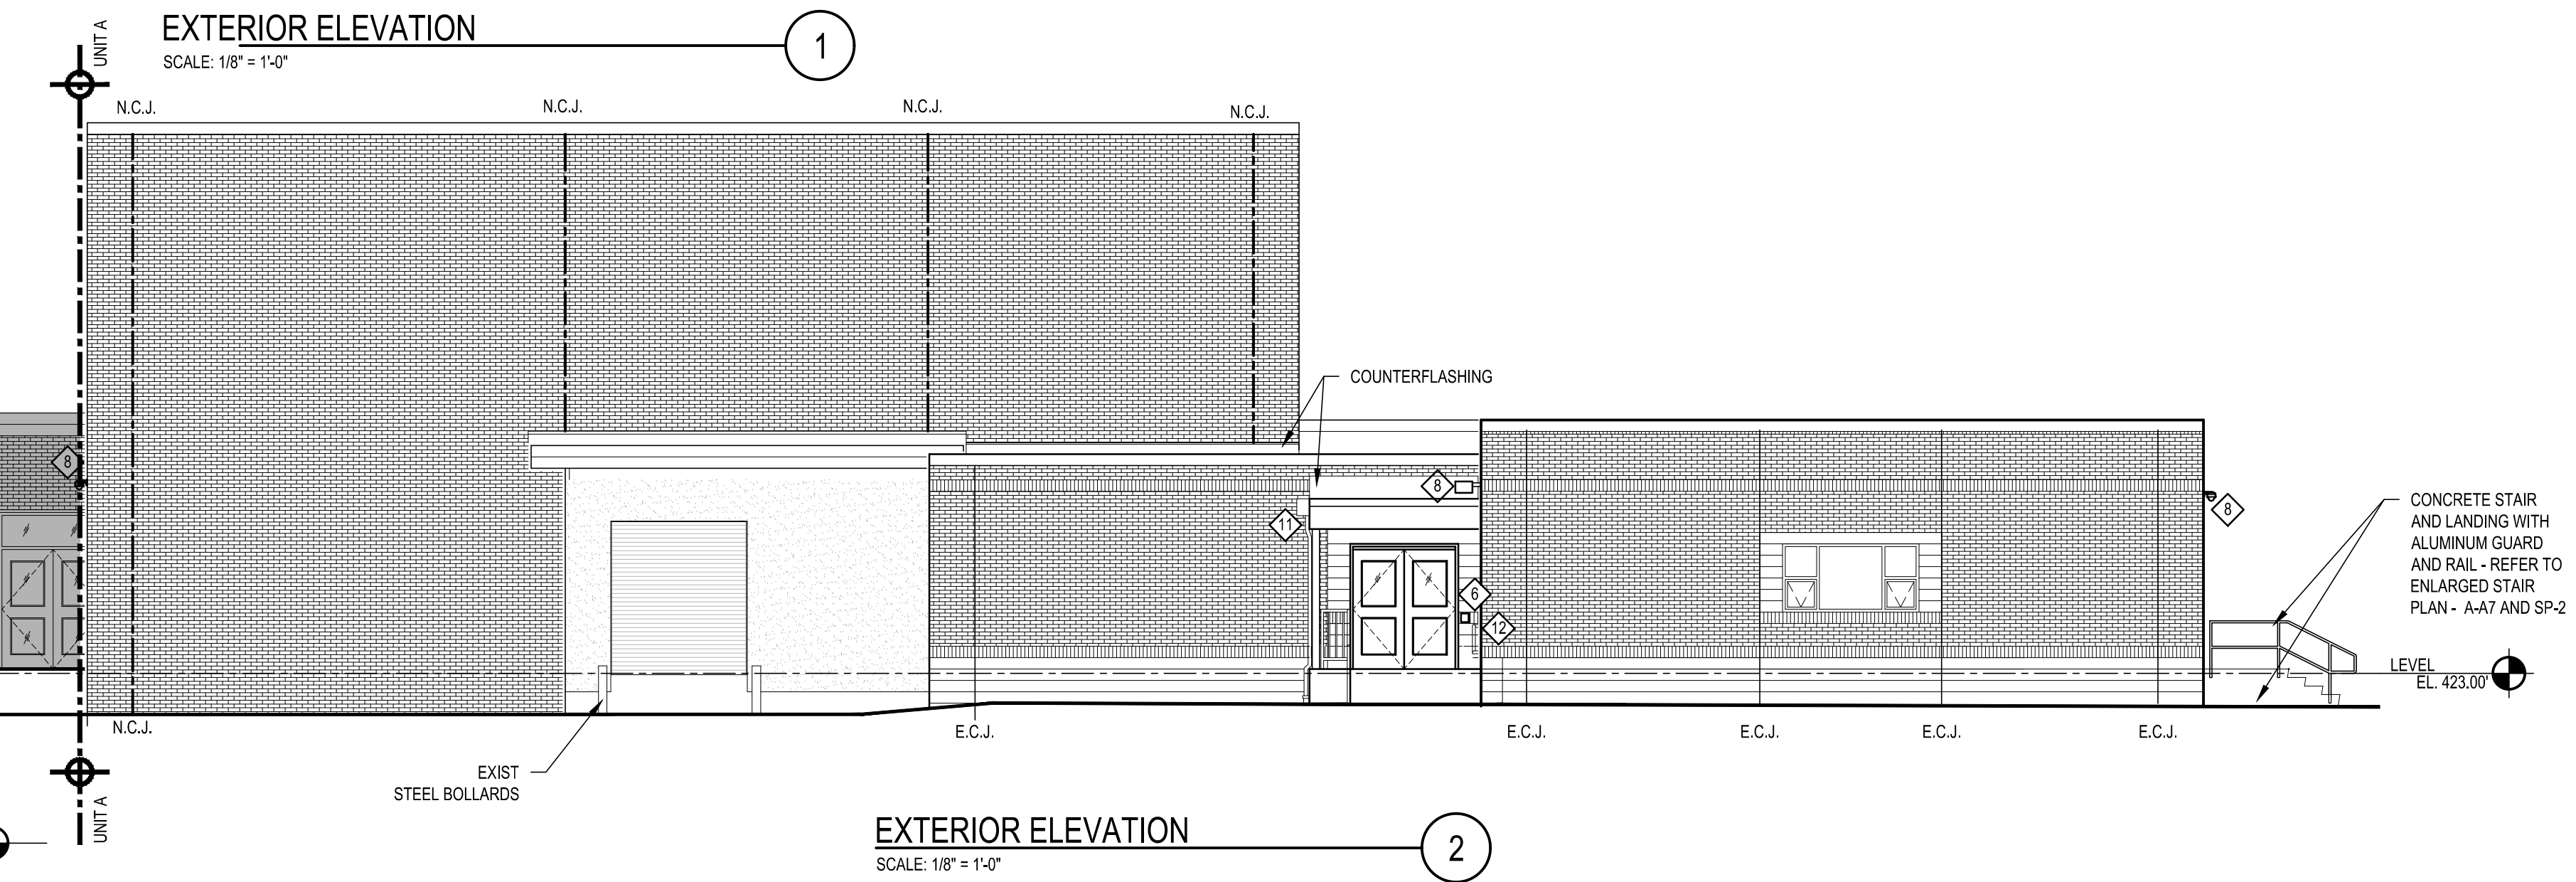 UNIT A
EXTERIOR ELEVATION
SCALE: 1/8" = 1'-0"
1
N.C.J.
N.C.J.
N.C.J.
N.C.J.
COUNTERFLASHING
8
8
8
11
6
12
CONCRETE STAIR
AND LANDING WITH
ALUMINUM GUARD
AND RAIL - REFER TO
ENLARGED STAIR
PLAN - A-A7 AND SP-2
LEVEL
EL. 423.00'
N.C.J.
E.C.J.
E.C.J.
E.C.J.
E.C.J.
E.C.J.
EXIST
STEEL BOLLARDS
UNIT A
EXTERIOR ELEVATION
SCALE: 1/8" = 1'-0"
2